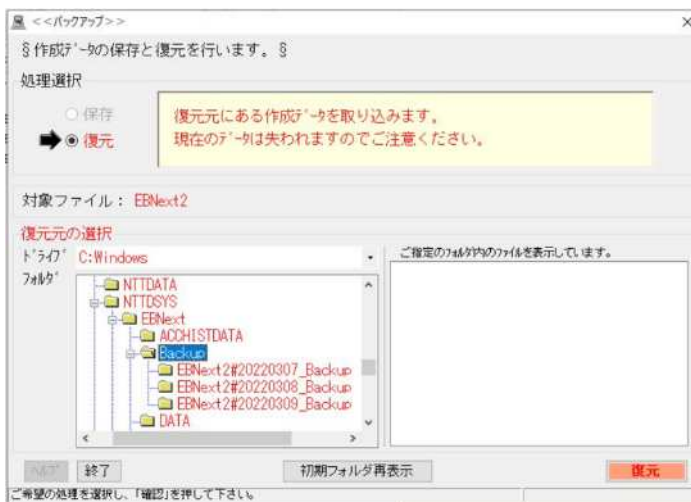 <<バックアップ>>
§作成ﾃﾞｰﾀの保存と復元を行います。§
処理選択
保存
復元
復元元にある作成ﾃﾞｰﾀを取り込みます。
現在のﾃﾞｰﾀは失われますのでご注意ください。
対象ファイル： EBNext2
復元元の選択
ﾄﾞﾗｲﾌﾞ C:Windows
ﾌｫﾙﾀﾞ
NTTDATA
NTTDSYS
EBNext
ACCHISTDATA
Backup
EBNext2#20220307_Backup
EBNext2#20220308_Backup
EBNext2#20220309_Backup
DATA
ご指定のﾌｫﾙﾀﾞ内のﾌｧｲﾙを表示しています。
ﾍﾙﾌﾟ 終了 初期フォルダ再表示 復元
ご希望の処理を選択し、「確認」を押して下さい。